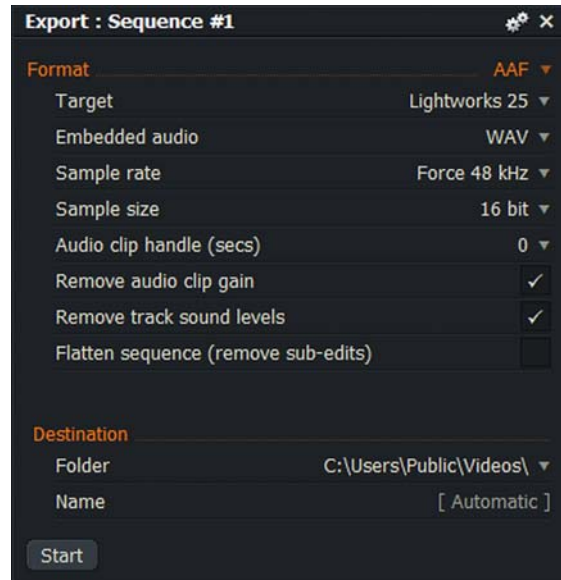 Export : Sequence #1
Format AAF
Target Lightworks 25
Embedded audio WAV
Sample rate Force 48 kHz
Sample size 16 bit
Audio clip handle (secs) 0
Remove audio clip gain
Remove track sound levels
Flatten sequence (remove sub-edits)
Destination
Folder C:\Users\Public\Videos\
Name [ Automatic ]
Start